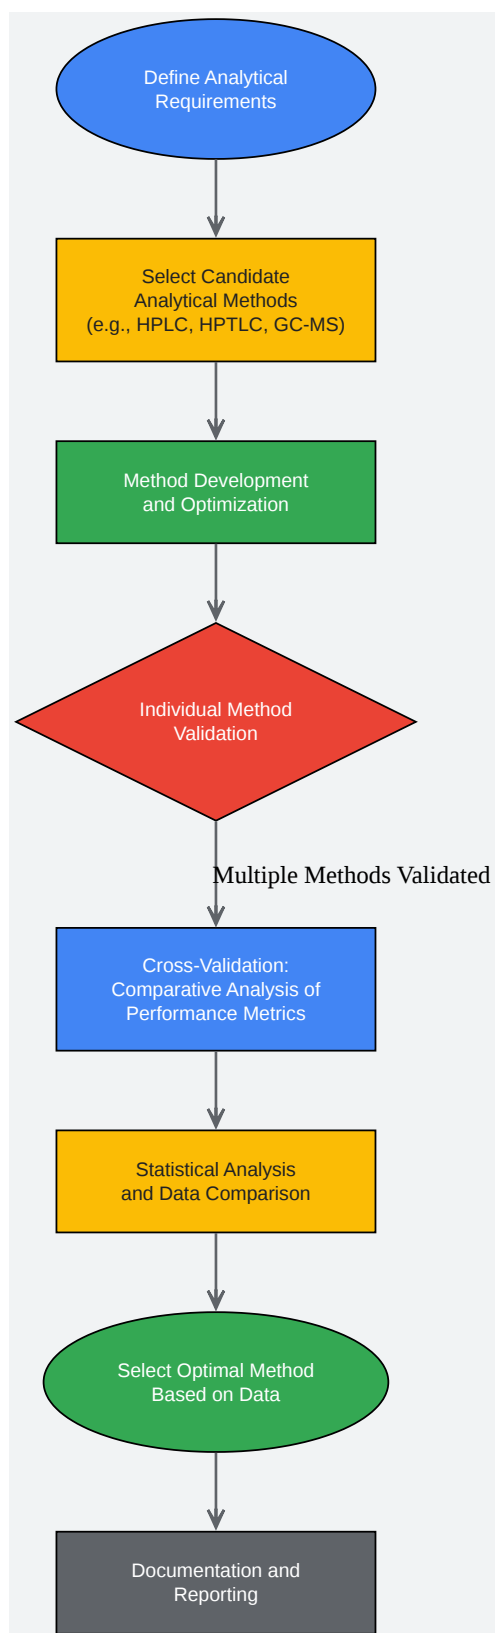 Define Analytical
Requirements
Select Candidate
Analytical Methods
(e.g., HPLC, HPTLC, GC-MS)
Method Development
and Optimization
Individual Method
Validation
Multiple Methods Validated
Cross-Validation:
Comparative Analysis of
Performance Metrics
Statistical Analysis
and Data Comparison
Select Optimal Method
Based on Data
Documentation and
Reporting